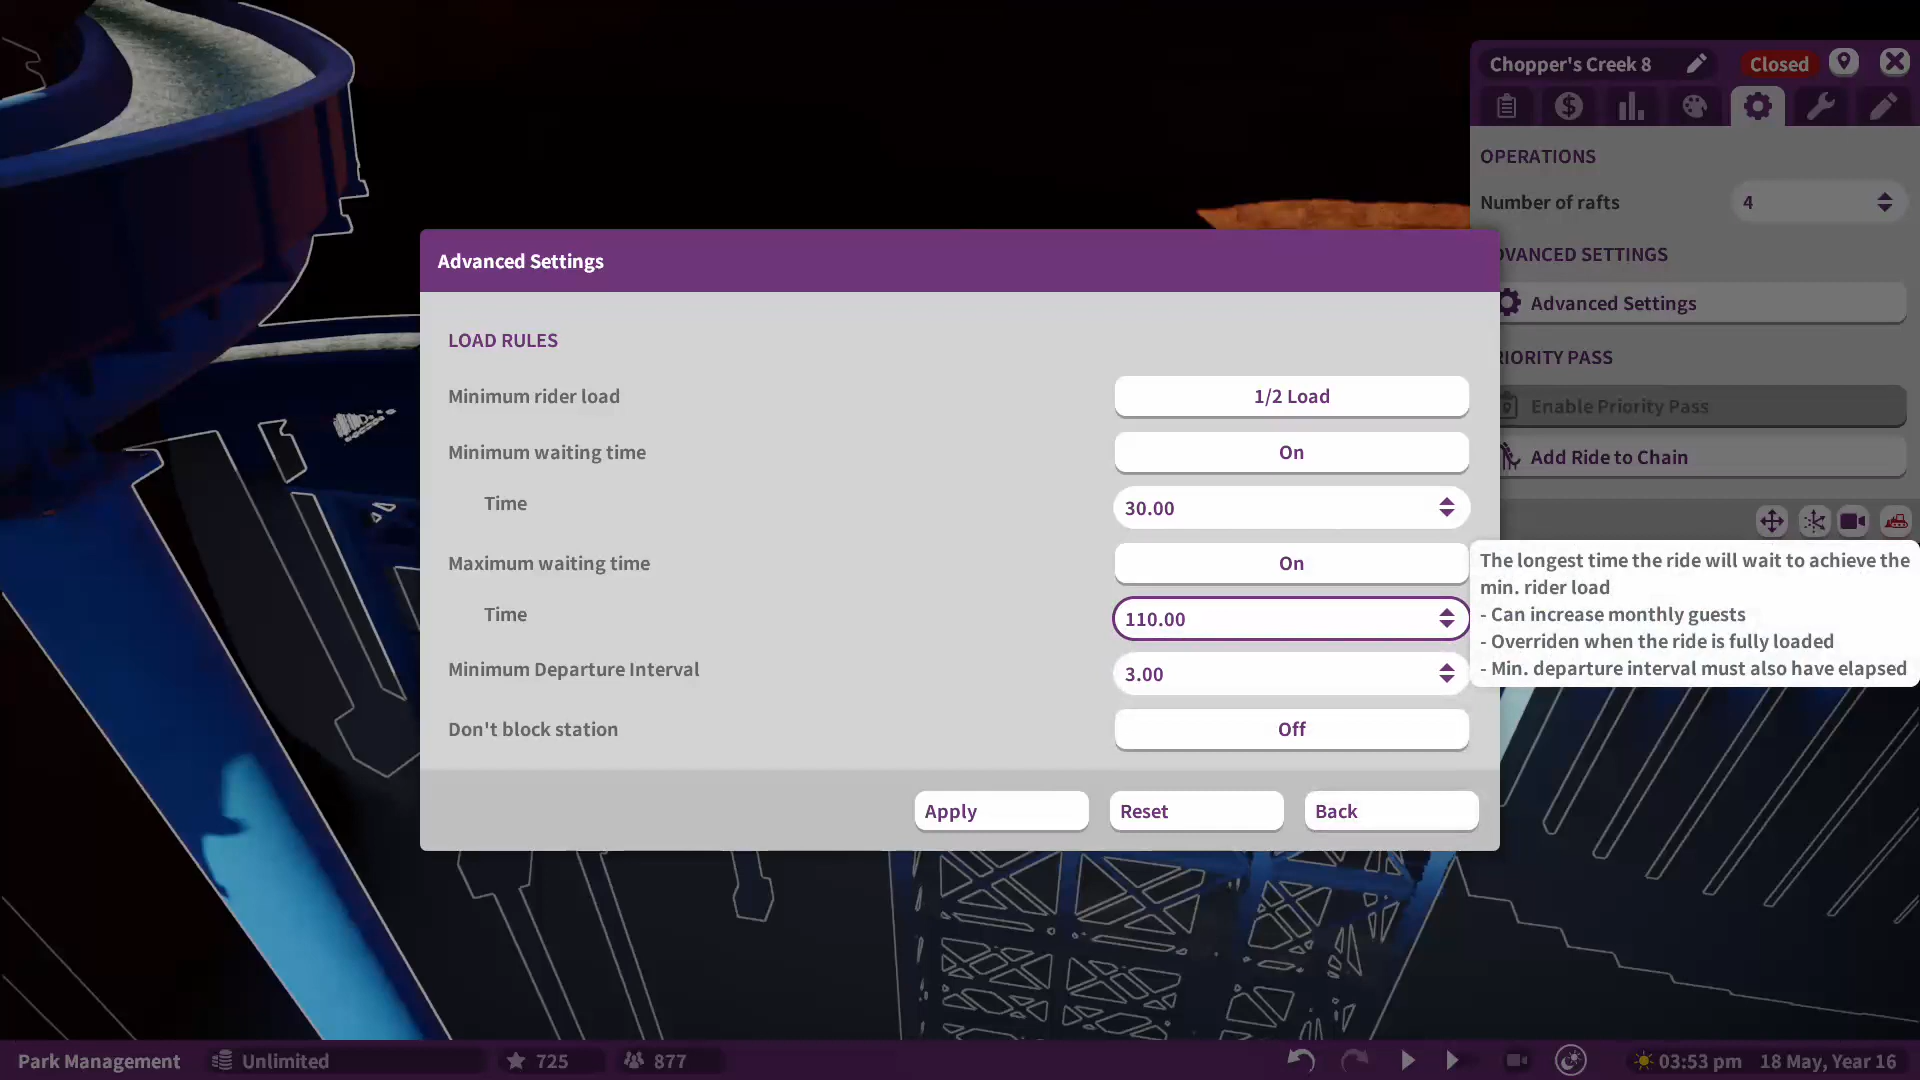 Chopper's Creek 8
Closed
OPERATIONS
Number of rafts
4
Advanced Settings
DVANCED SETTINGS
Advanced Settings
LOAD RULES
RIORITY PASS
Minimum rider load
1/2 Load
Enable Priority Pass
Minimum waiting time
On
Add Ride to Chain
Time
30.00
Maximum waiting time
On
The longest time the ride will wait to achieve the
min. rider load
- Can increase monthly guests
- Overriden when the ride is fully loaded
- Min. departure interval must also have elapsed
Time
110.00
Minimum Departure Interval
3.00
Don't block station
Off
Apply
Reset
Back
Park Management
Unlimited
725
877
03:53 pm
18 May, Year 16